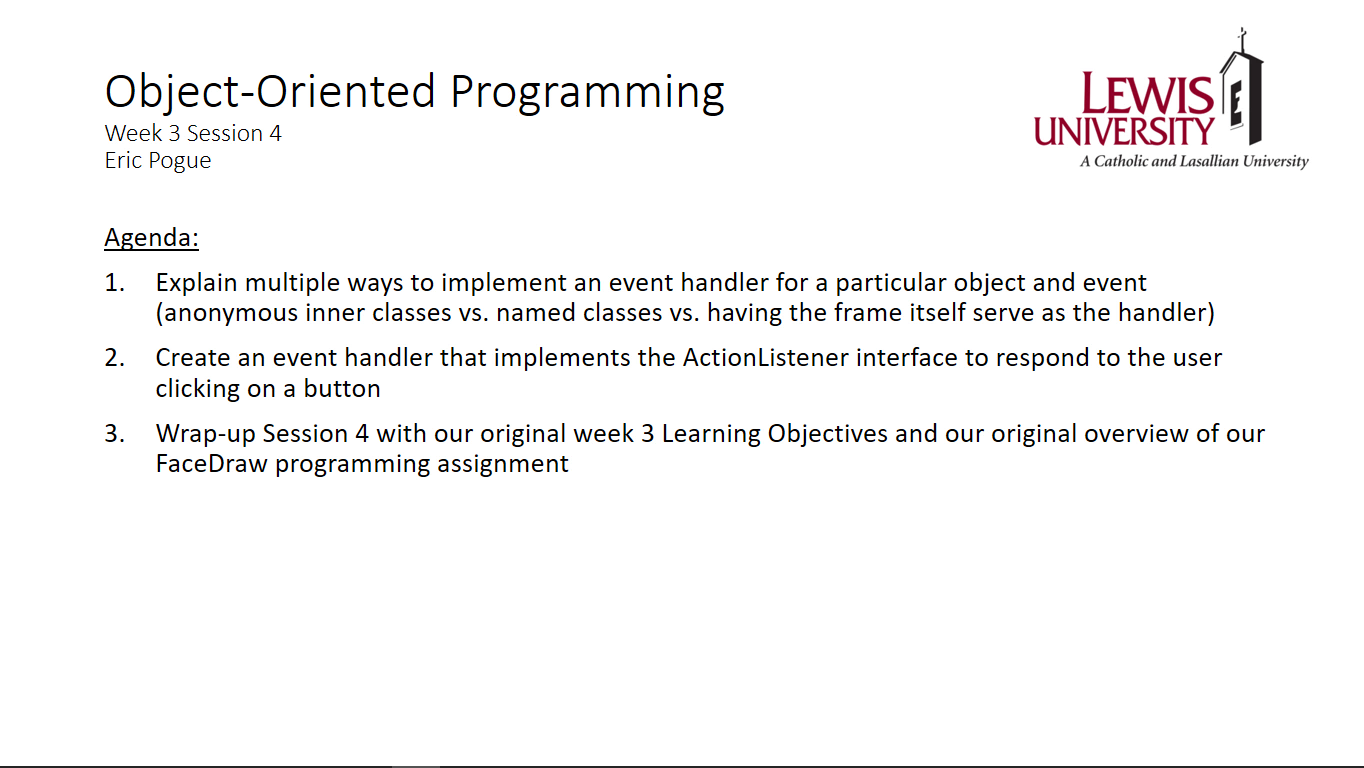 Object-Oriented Programming
Week 3 Session 4
Eric Pogue
LEWIS
UNIVERSITY
A Catholic and Lasallian University
Agenda:
1. Explain multiple ways to implement an event handler for a particular object and event
(anonymous inner classes vs. named classes vs. having the frame itself serve as the handler)
2. Create an event handler that implements the ActionListener interface to respond to the user
clicking on a button
3. Wrap-up Session 4 with our original week 3 Learning Objectives and our original overview of our
FaceDraw programming assignment